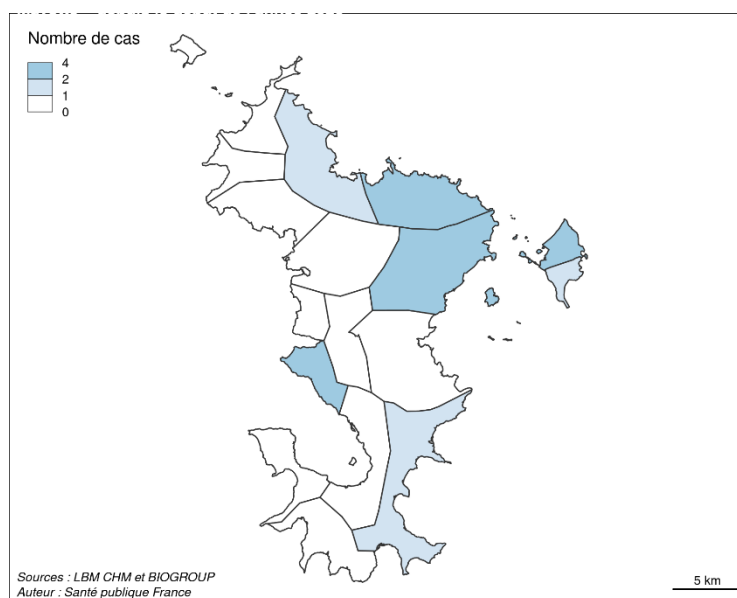 Nombre de cas
4
2
1
0
Sources : LBM CHM et BIOGROUP
Auteur : Santé publique France
5 km